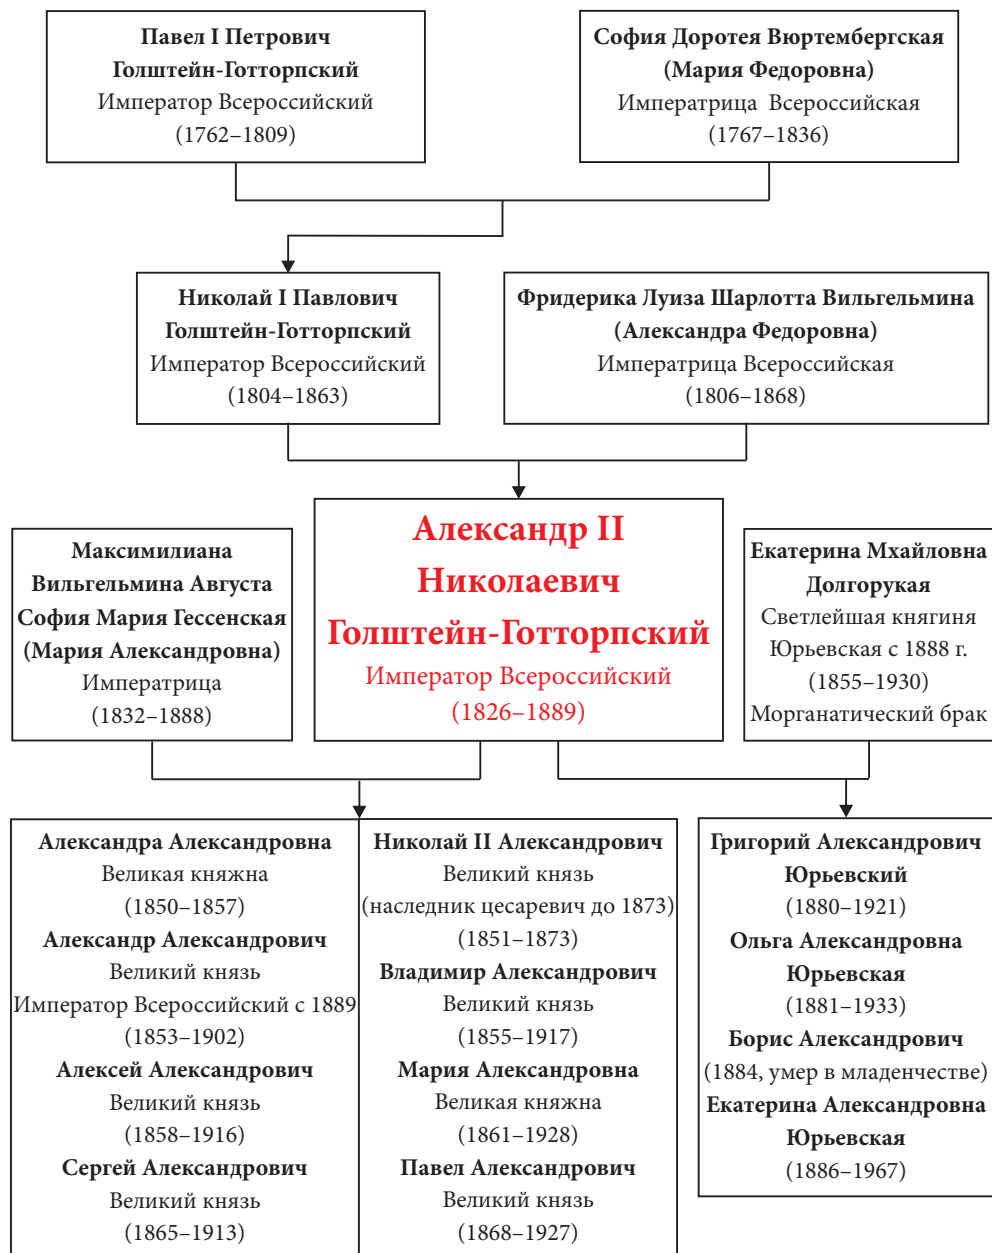 Павел I Петрович
Голштейн-Готторпский
Император Всероссийский
(1762–1809)
София Доротея Вюртембергская
(Мария Федоровна)
Императрица Всероссийская
(1767–1836)
Николай I Павлович
Голштейн-Готторпский
Император Всероссийский
(1804–1863)
Фридерика Луиза Шарлотта Вильгельмина
(Александра Федоровна)
Императрица Всероссийская
(1806–1868)
Максимилиана
Вильгельмина Августа
София Мария Гессенская
(Мария Александровна)
Императрица
(1832–1888)
Александр II
Николаевич
Голштейн-Готторпский
Император Всероссийский
(1826–1889)
Екатерина Мхайловна
Долгорукая
Светлейшая княгиня
Юрьевская с 1888 г.
(1855–1930)
Морганатический брак
Александра Александровна
Великая княжна
(1850–1857)
Александр Александрович
Великий князь
Император Всероссийский с 1889
(1853–1902)
Алексей Александрович
Великий князь
(1858–1916)
Сергей Александрович
Великий князь
(1865–1913)
Николай II Александрович
Великий князь
(наследник цесаревич до 1873)
(1851–1873)
Владимир Александрович
Великий князь
(1855–1917)
Мария Александровна
Великая княжна
(1861–1928)
Павел Александрович
Великий князь
(1868–1927)
Григорий Александрович
Юрьевский
(1880–1921)
Ольга Александровна
Юрьевская
(1881–1933)
Борис Александрович
(1884, умер в младенчестве)
Екатерина Александровна
Юрьевская
(1886–1967)